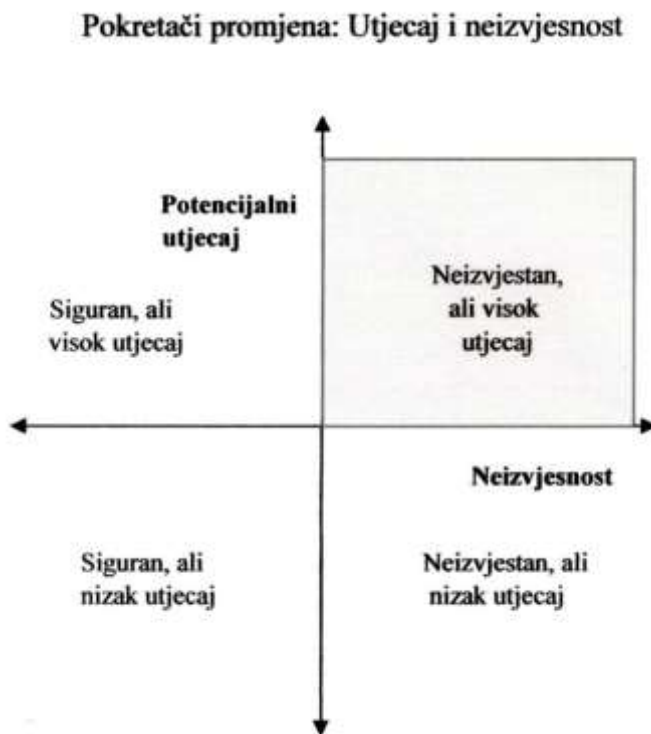 Pokretači promjena: Utjecaj i neizvjesnost
Potencijalni
utjecaj
Siguran, ali
visok utjecaj
Neizvjestan,
ali visok
utjecaj
Neizvjesnost
Siguran, ali
nizak utjecaj
Neizvjestan, ali
nizak utjecaj